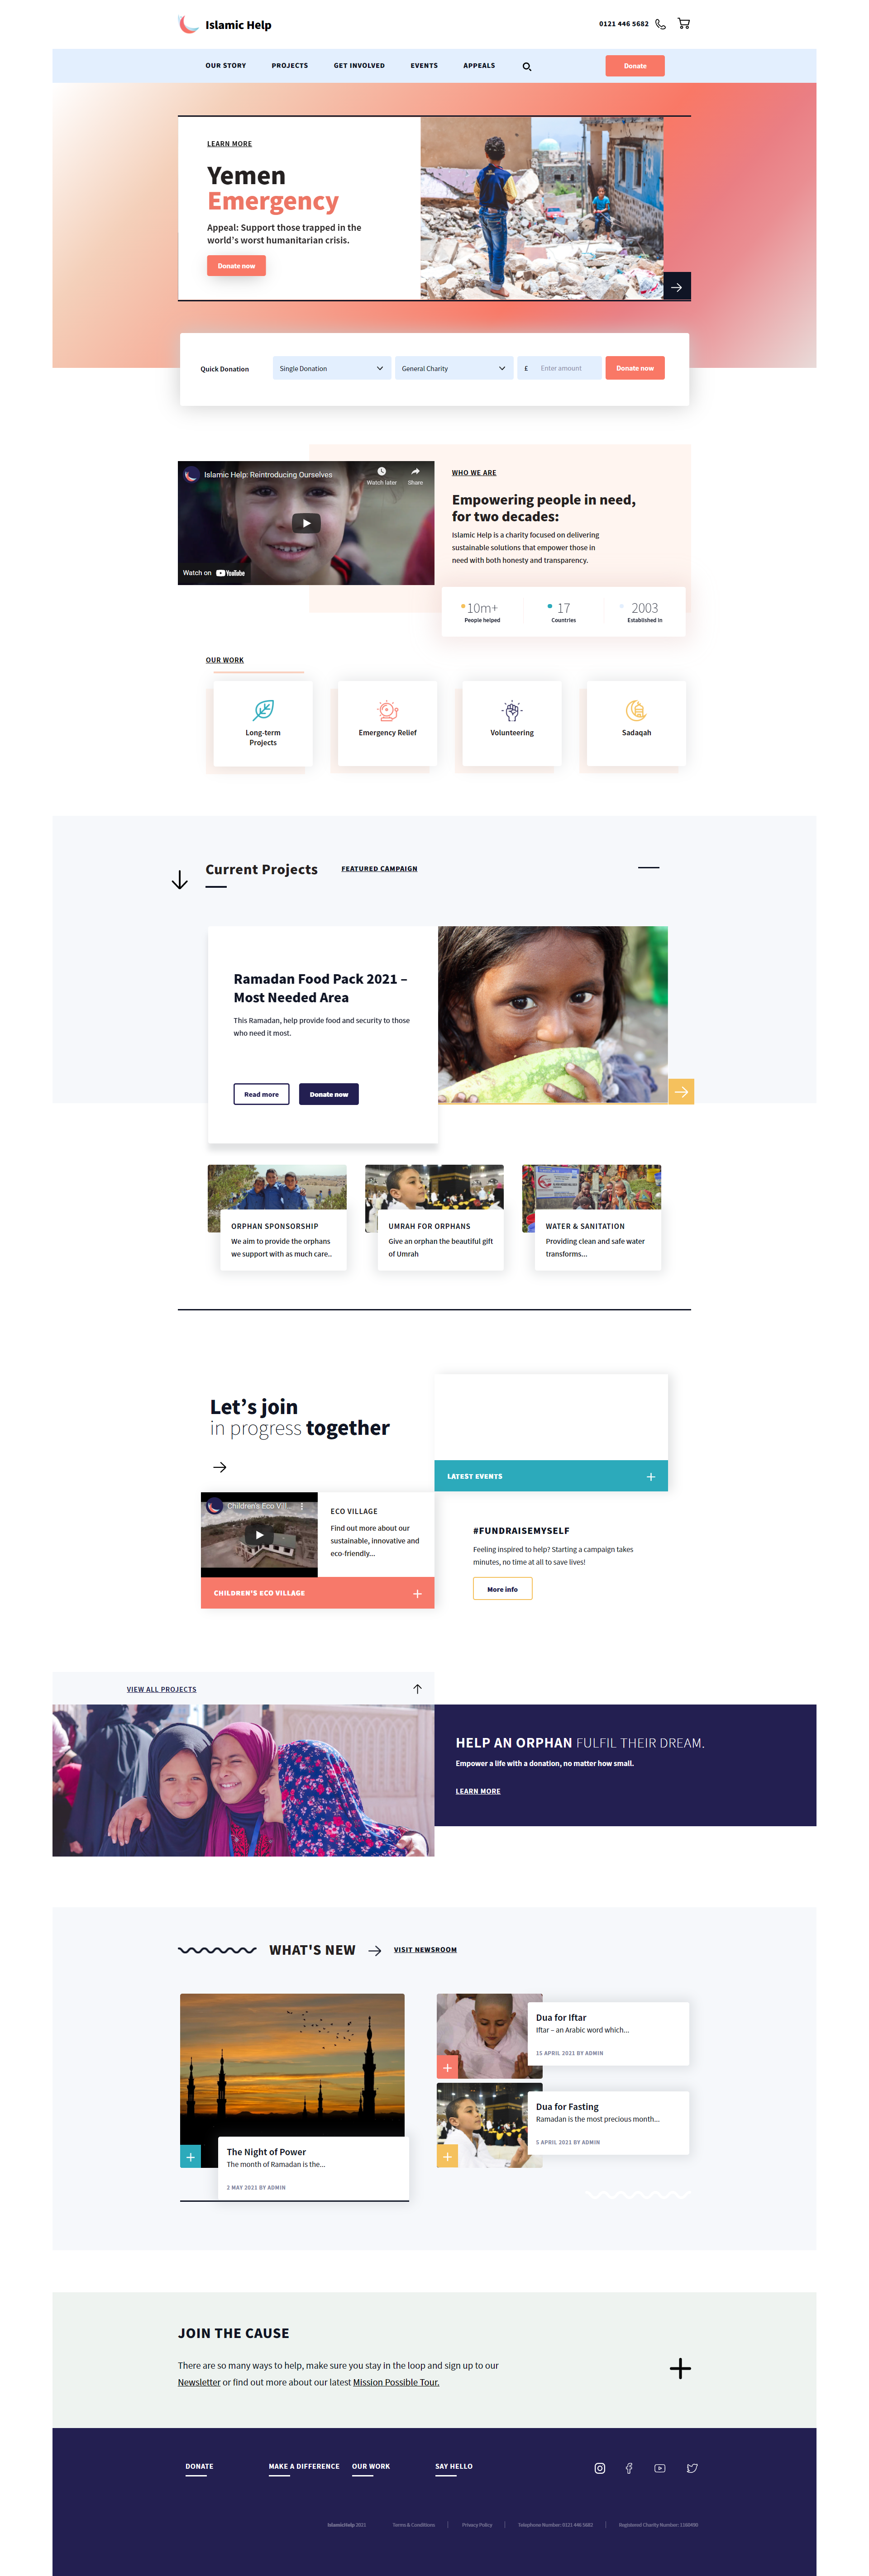 Islamic Help
0121 446 5682
OUR STORY
PROJECTS
GET INVOLVED
EVENTS
APPEALS
Donate
LEARN MORE
Yemen
Emergency
Appeal: Support those trapped in the
world's worst humanitarian crisis.
Donate now
Quick Donation
Single Donation
General Charity
£
Enter amount
Donate now
Islamic Help: Reintroducing Ourselves
Watch later
Share
Watch on YouTube
WHO WE ARE
Empowering people in need,
for two decades:
Islamic Help is a charity focused on delivering
sustainable solutions that empower those in
need with both honesty and transparency.
10m+
People helped
17
Countries
2003
Established in
OUR WORK
Long-term
Projects
Emergency Relief
Volunteering
Sadaqah
Current Projects
FEATURED CAMPAIGN
Ramadan Food Pack 2021 –
Most Needed Area
This Ramadan, help provide food and security to those
who need it most.
Read more
Donate now
ORPHAN SPONSORSHIP
We aim to provide the orphans
we support with as much care..
UMRAH FOR ORPHANS
Give an orphan the beautiful gift
of Umrah
WATER & SANITATION
Providing clean and safe water
transforms...
Let's join
in progress together
LATEST EVENTS
Children's Eco Vill
ECO VILLAGE
Find out more about our
sustainable, innovative and
eco-friendly...
CHILDREN'S ECO VILLAGE
#FUNDRAISEMYSELF
Feeling inspired to help? Starting a campaign takes
minutes, no time at all to save lives!
More info
VIEW ALL PROJECTS
HELP AN ORPHAN FULFIL THEIR DREAM.
Empower a life with a donation, no matter how small.
LEARN MORE
WHAT'S NEW
VISIT NEWSROOM
The Night of Power
The month of Ramadan is the...
2 MAY 2021 BY ADMIN
Dua for Iftar
Iftar – an Arabic word which...
15 APRIL 2021 BY ADMIN
Dua for Fasting
Ramadan is the most precious month...
5 APRIL 2021 BY ADMIN
JOIN THE CAUSE
There are so many ways to help, make sure you stay in the loop and sign up to our
Newsletter or find out more about our latest Mission Possible Tour.
DONATE
MAKE A DIFFERENCE
OUR WORK
SAY HELLO
IslamicHelp 2021
Terms & Conditions
Privacy Policy
Telephone Number: 0121 446 5682
Registered Charity Number: 1160490